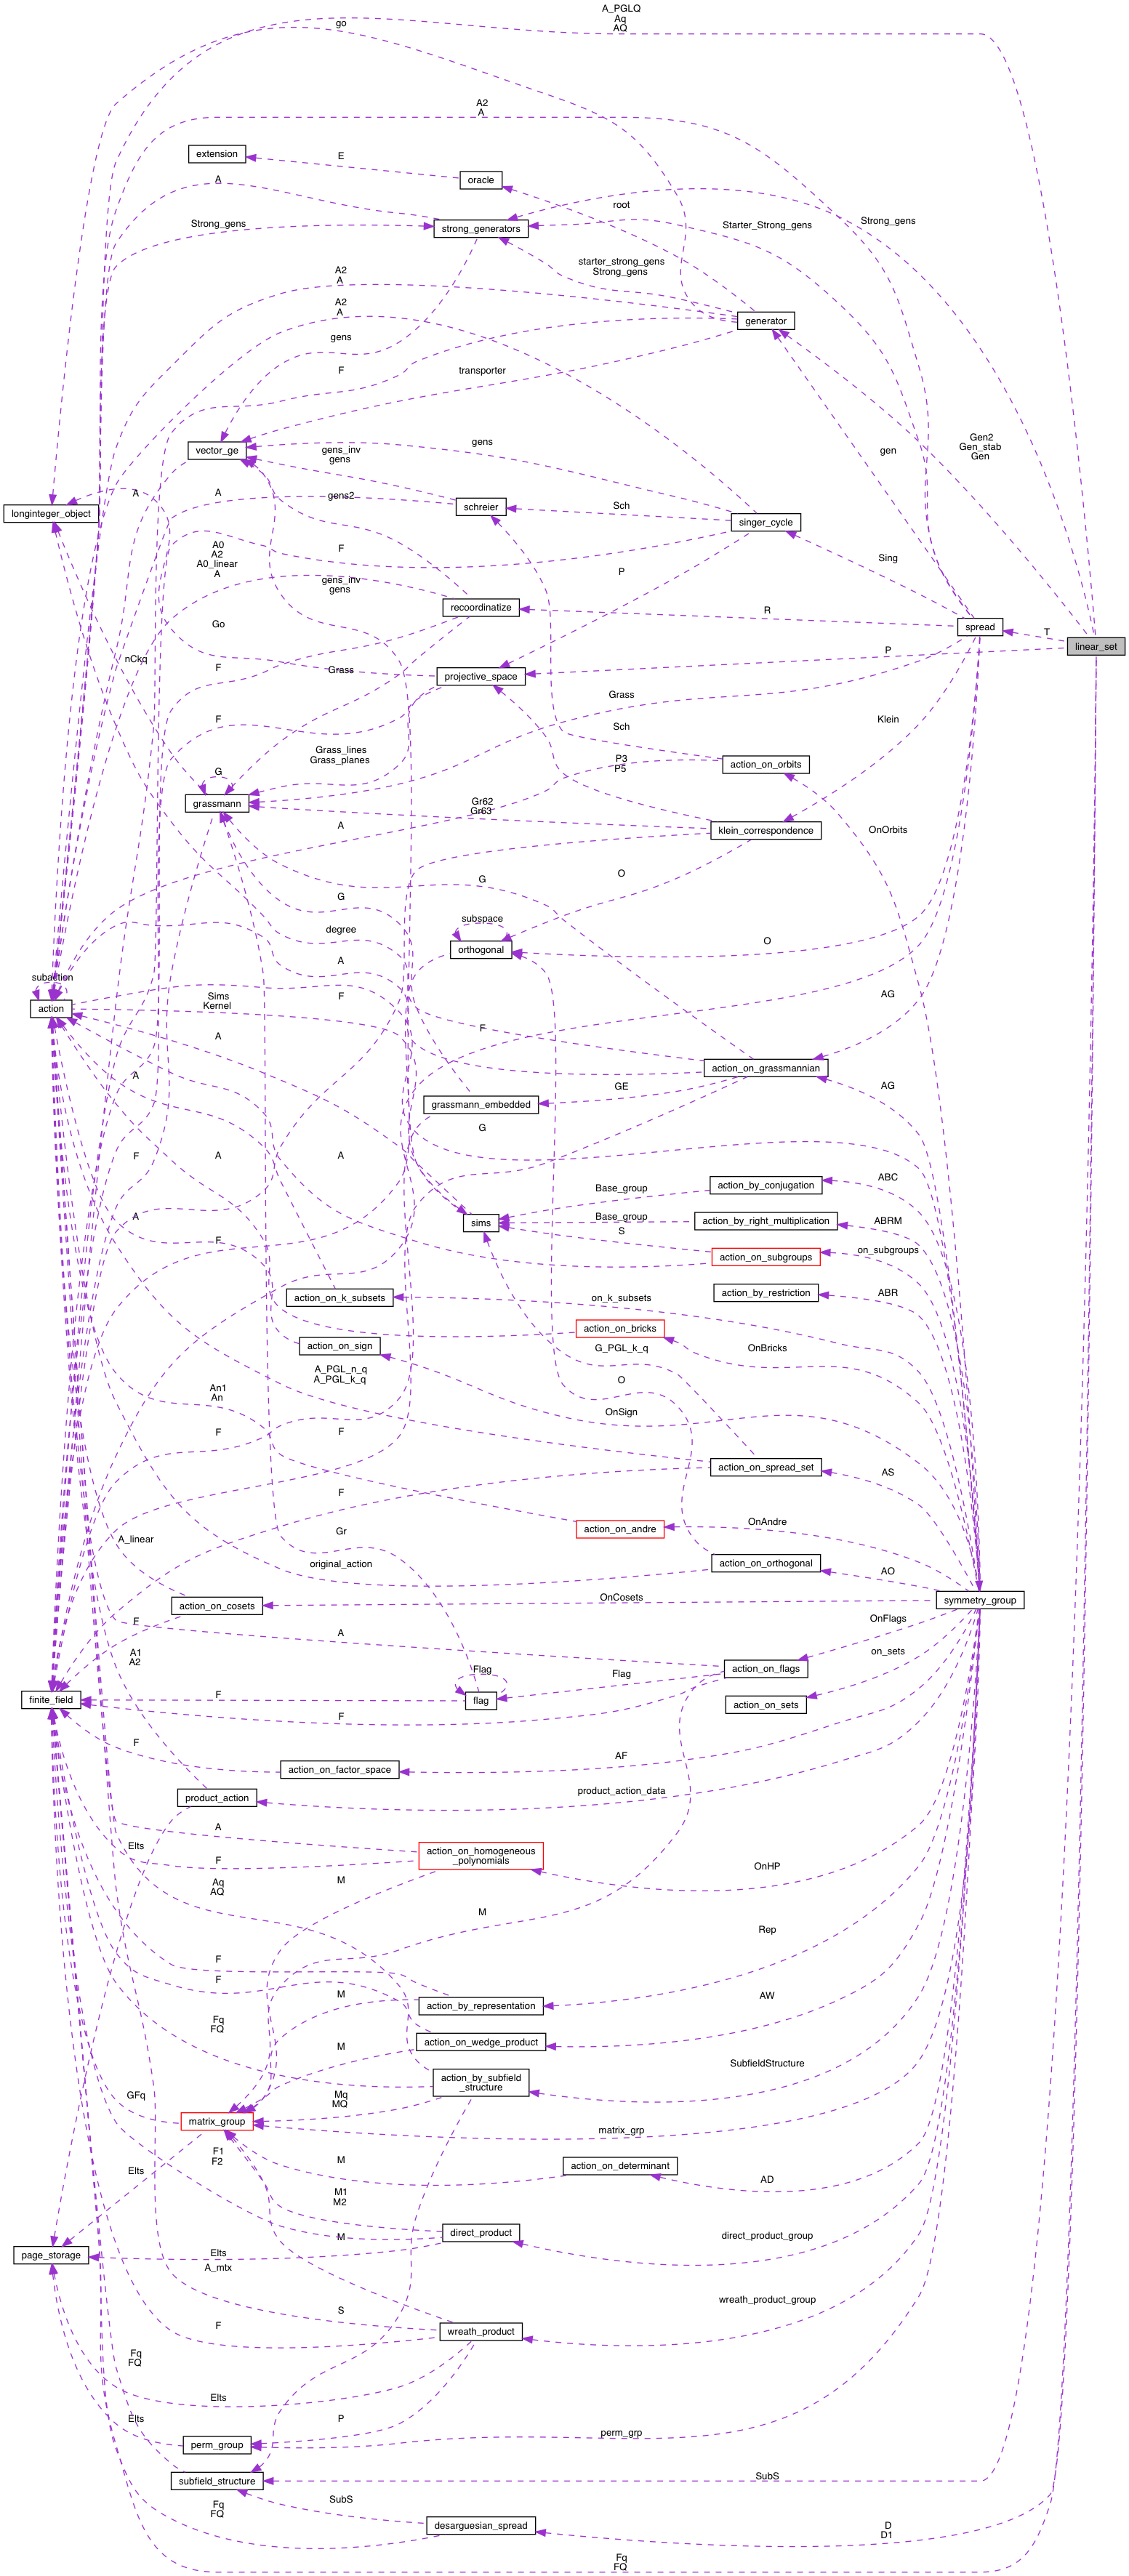 A_PGLQ
Aq
AQ
go
A2
A
extension
E
oracle
A
root
Strong_gens
strong_generators
Starter_Strong_gens
Strong_gens
starter_strong_gens
Strong_gens
A2
A
A2
A
generator
gens
F
transporter
gen
Gen2
Gen_stab
Gen
vector_ge
gens
gens_inv
gens
A
A
gens2
longinteger_object
schreier
Sch
singer_cycle
A0
A2
A0_linear
A
F
Sing
P
gens_inv
gens
recoordinatize
R
Go
spread
T
linear_set
nCkq
F
Grass
projective_space
P
Grass
F
Klein
Sch
Grass_lines
Grass_planes
P3
P5
action_on_orbits
G
grassmann
Gr62
Gr63
A
klein_correspondence
OnOrbits
G
O
G
subspace
degree
orthogonal
O
A
subaction
action
Sims
Kernel
F
AG
F
A
action_on_grassmannian
A
GE
AG
grassmann_embedded
G
F
A
A
action_by_conjugation
ABC
Base_group
A
sims
Base_group
action_by_right_multiplication
ABRM
S
F
action_on_subgroups
on_subgroups
action_by_restriction
ABR
action_on_k_subsets
on_k_subsets
action_on_bricks
OnBricks
action_on_sign
G_PGL_k_q
A_PGL_n_q
A_PGL_k_q
O
An1
An
OnSign
F
F
action_on_spread_set
AS
F
OnAndre
action_on_andre
Gr
A_linear
original_action
action_on_orthogonal
AO
action_on_cosets
OnCosets
symmetry_group
F
A
OnFlags
A1
A2
on_sets
Flag
Flag
action_on_flags
finite_field
F
flag
action_on_sets
F
F
action_on_factor_space
AF
product_action
product_action_data
A
Elts
action_on_homogeneous
_polynomials
F
OnHP
Aq
AQ
M
M
Rep
F
F
M
action_by_representation
AW
Fq
FQ
action_on_wedge_product
M
SubfieldStructure
action_by_subfield
_structure
GFq
Mq
MQ
matrix_group
matrix_grp
F1
F2
M
action_on_determinant
AD
Elts
M1
M2
direct_product
direct_product_group
M
page_storage
Elts
A_mtx
wreath_product_group
S
F
wreath_product
Fq
FQ
Elts
P
Elts
perm_grp
perm_group
SubS
subfield_structure
SubS
Fq
FQ
desarguesian_spread
D
D1
Fq
FQ